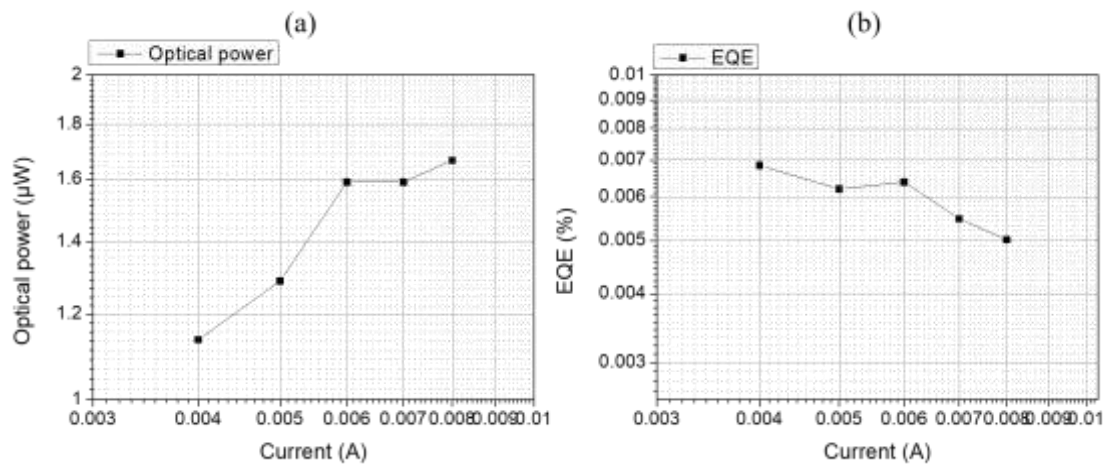 (a)
Optical power
2
1.8
1.6
1.4
1.2
1
Optical power (µW)
0.003 0.004 0.005 0.006 0.007 0.008 0.009 0.01
Current (A)
(b)
EQE
0.01
0.009
0.008
0.007
0.006
0.005
0.004
0.003
EQE (%)
0.003 0.004 0.005 0.006 0.007 0.008 0.009 0.01
Current (A)